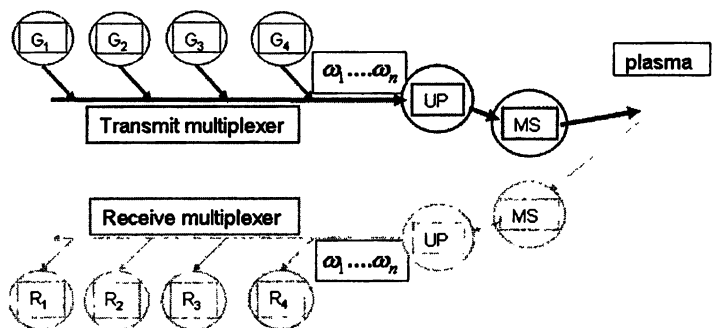 G₁ G₂ G₃ G₄
ω₁....ωₙ
plasma
UP
MS
Transmit multiplexer
MS
Receive multiplexer
UP
ω₁....ωₙ
R₁ R₂ R₃ R₄